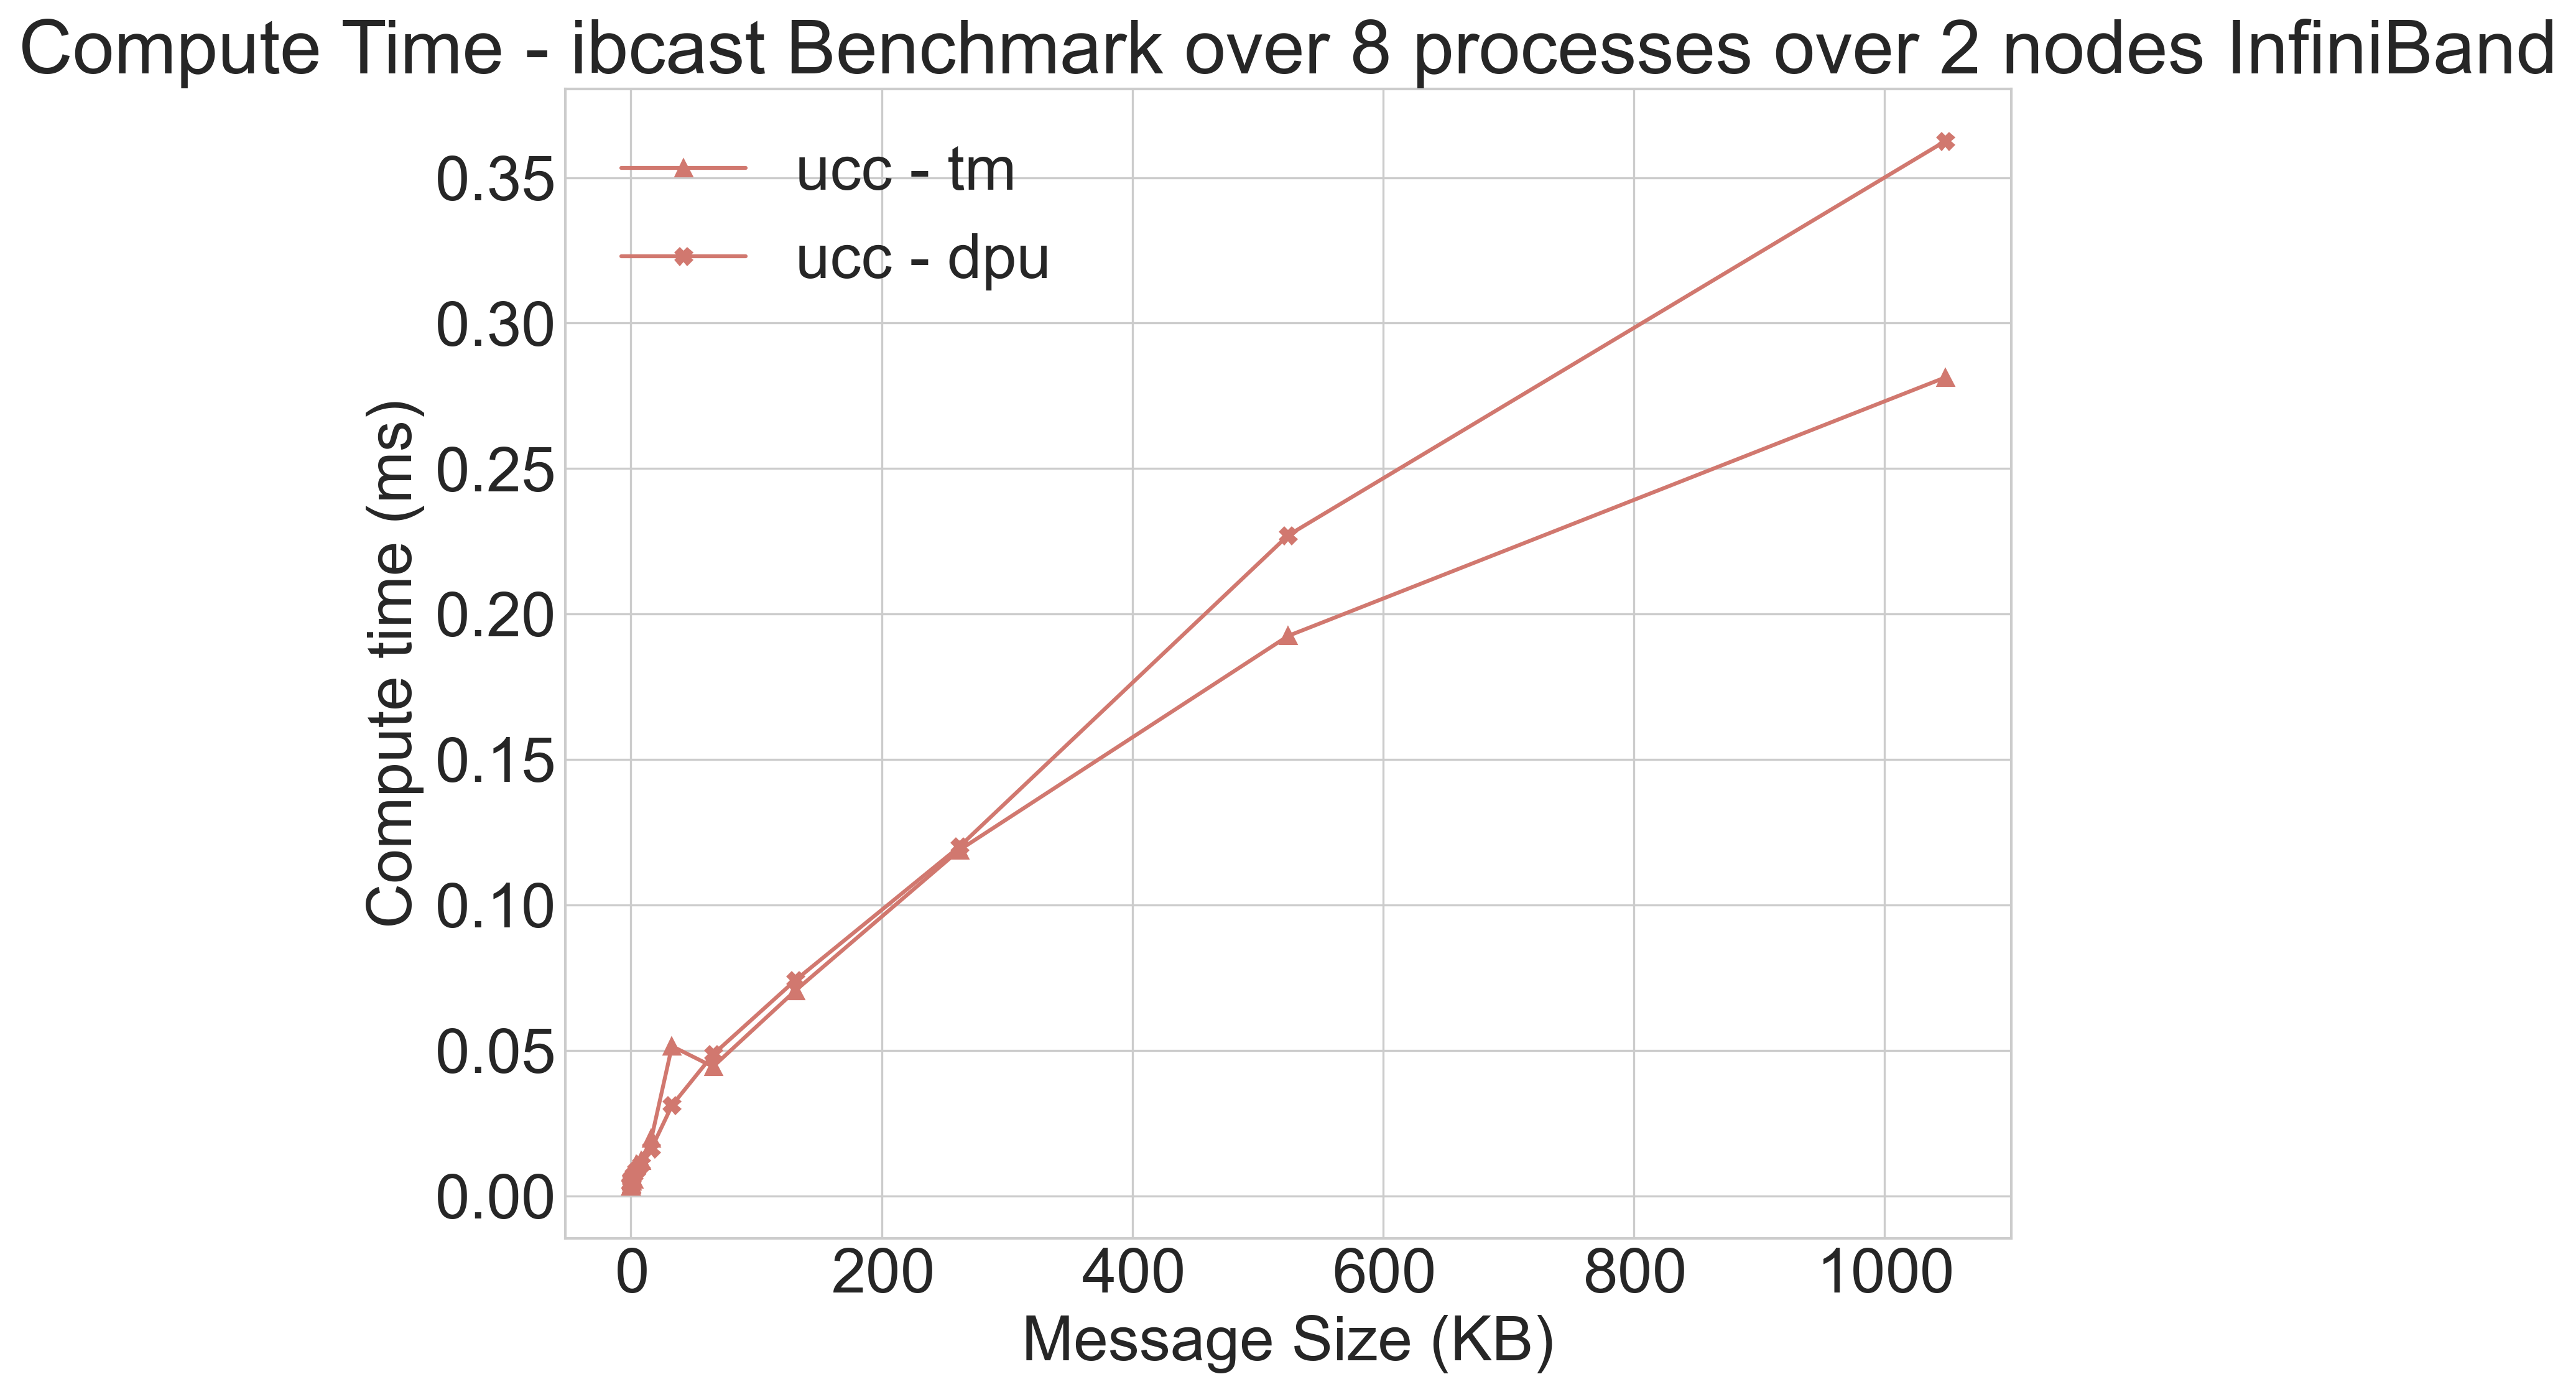 Compute Time - ibcast Benchmark over 8 processes over 2 nodes InfiniBand
ucc - tm
ucc - dpu
0.35
0.30
0.25
0.20
0.15
0.10
0.05
0.00
Compute time (ms)
0 200 400 600 800 1000
Message Size (KB)